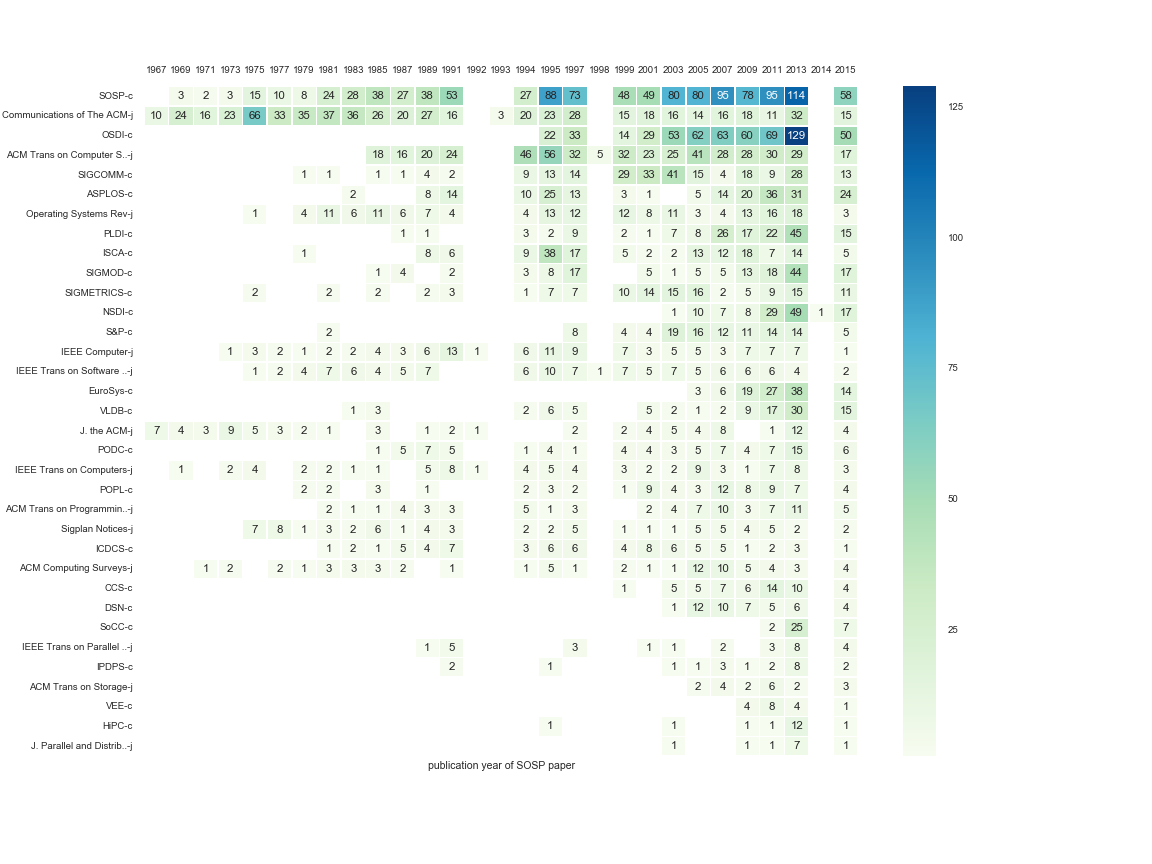 1967 1969 1971 1973 1975 1977 1979 1981 1983 1985 1987 1989 1991 1992 1993 1994 1995 1997 1998 1999 2001 2003 2005 2007 2009 2011 2013 2014 2015
SOSP-c 3 2 3 15 10 8 24 28 38 27 38 53 27 88 73 48 49 80 80 95 78 95 114 58
Communications of The ACM-j 10 24 16 23 66 33 35 37 36 26 20 27 16 3 20 23 28 15 18 16 14 16 18 11 32 15
OSDI-c 22 33 14 29 53 62 63 60 69 129 50
ACM Trans on Computer S..-j 18 16 20 24 46 56 32 5 32 23 25 41 28 28 30 29 17
SIGCOMM-c 1 1 1 1 4 2 9 13 14 29 33 41 15 4 18 9 28 13
ASPLOS-c 2 8 14 10 25 13 3 1 5 14 20 36 31 24
Operating Systems Rev-j 1 4 11 6 11 6 7 4 4 13 12 12 8 11 3 4 13 16 18 3
PLDI-c 1 1 3 2 9 2 1 7 8 26 17 22 45 15
ISCA-c 1 8 6 9 38 17 5 2 2 13 12 18 7 14 5
SIGMOD-c 1 4 2 3 8 17 5 1 5 5 13 18 44 17
SIGMETRICS-c 2 2 2 2 3 1 7 7 10 14 15 16 2 5 9 15 11
NSDI-c 1 10 7 8 29 49 1 17
S&P-c 2 8 4 4 19 16 12 11 14 14 5
IEEE Computer-j 1 3 2 1 2 2 4 3 6 13 1 6 11 9 7 3 5 5 3 7 7 7 1
IEEE Trans on Software ..-j 1 2 4 7 6 4 5 7 6 10 7 1 7 5 7 5 6 6 6 4 2
EuroSys-c 3 6 19 27 38 14
VLDB-c 1 3 2 6 5 5 2 1 2 9 17 30 15
J. the ACM-j 7 4 3 9 5 3 2 1 3 1 2 1 2 2 4 5 4 8 1 12 4
PODC-c 1 5 7 5 1 4 1 4 4 3 5 7 4 7 15 6
IEEE Trans on Computers-j 1 2 4 2 2 1 1 5 8 1 4 5 4 3 2 2 9 3 1 7 8 3
POPL-c 2 2 3 1 2 3 2 1 9 4 3 12 8 9 7 4
ACM Trans on Programmin..-j 2 1 1 4 3 3 5 1 3 2 4 7 10 3 7 11 5
Sigplan Notices-j 7 8 1 3 2 6 1 4 3 2 2 5 1 1 1 5 5 4 5 2 2
ICDCS-c 1 2 1 5 4 7 3 6 6 4 8 6 5 5 1 2 3 1
ACM Computing Surveys-j 1 2 2 1 3 3 3 2 1 1 5 1 2 1 1 12 10 5 4 3 4
CCS-c 1 5 5 7 6 14 10 4
DSN-c 1 12 10 7 5 6 4
SoCC-c 2 25 7
IEEE Trans on Parallel ..-j 1 5 3 1 1 2 3 8 4
IPDPS-c 2 1 1 1 3 1 2 8 2
ACM Trans on Storage-j 2 4 2 6 2 3
VEE-c 4 8 4 1
HiPC-c 1 1 1 1 12 1
J. Parallel and Distrib..-j 1 1 1 7 1
publication year of SOSP paper
125
100
75
50
25